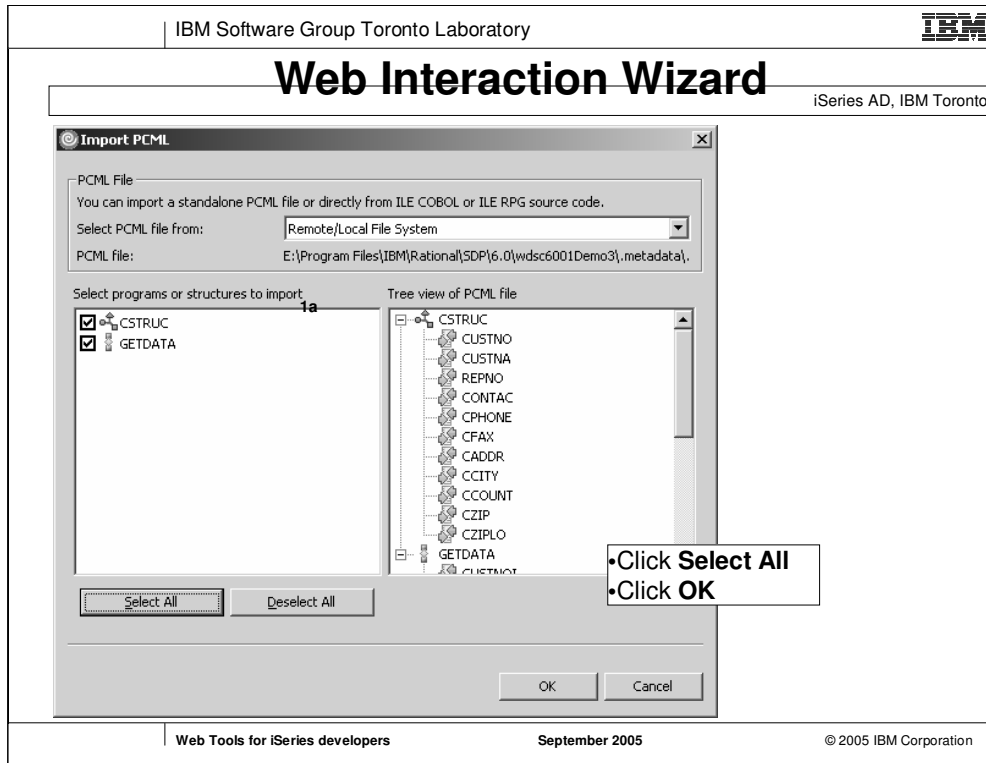 IBM Software Group Toronto Laboratory
IBM
Web Interaction Wizard
iSeries AD, IBM Toronto
Import PCML
PCML File
You can import a standalone PCML file or directly from ILE COBOL or ILE RPG source code.
Select PCML file from:
Remote/Local File System
PCML file:
E:\Program Files\IBM\Rational\SDP\6.0\wdsc6001Demo3\.metadata\.
Select programs or structures to import
1a
CSTRUC
GETDATA
Tree view of PCML file
CSTRUC
CUSTNO
CUSTNA
REPNO
CONTAC
CPHONE
CFAX
CADDR
CCITY
CCOUNT
CZIP
CZIPLO
GETDATA
•Click Select All
•Click OK
Select All
Deselect All
OK
Cancel
Web Tools for iSeries developers
September 2005
© 2005 IBM Corporation